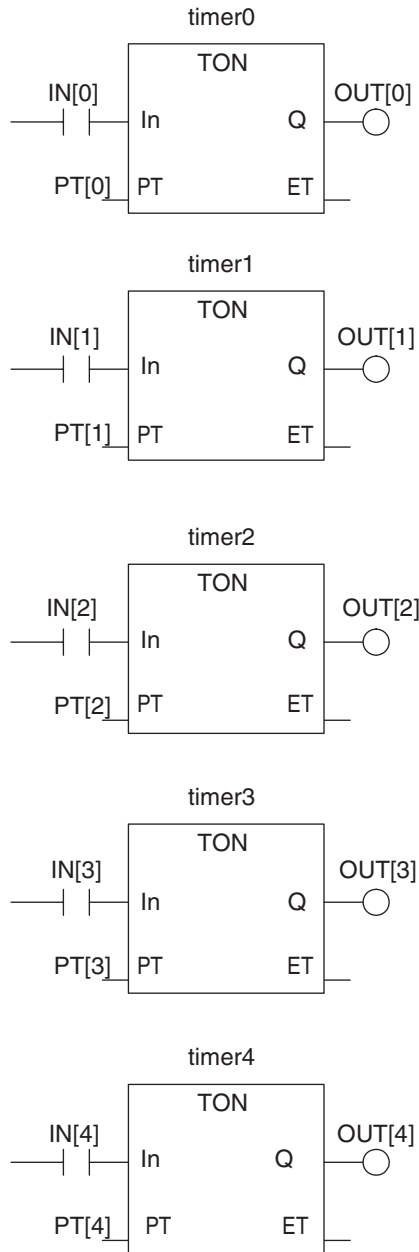 timer0
TON
IN[0] OUT[0]
In Q
PT[0] PT ET
timer1
TON
IN[1] OUT[1]
In Q
PT[1] PT ET
timer2
TON
IN[2] OUT[2]
In Q
PT[2] PT ET
timer3
TON
IN[3] OUT[3]
In Q
PT[3] PT ET
timer4
TON
IN[4] OUT[4]
In Q
PT[4] PT ET